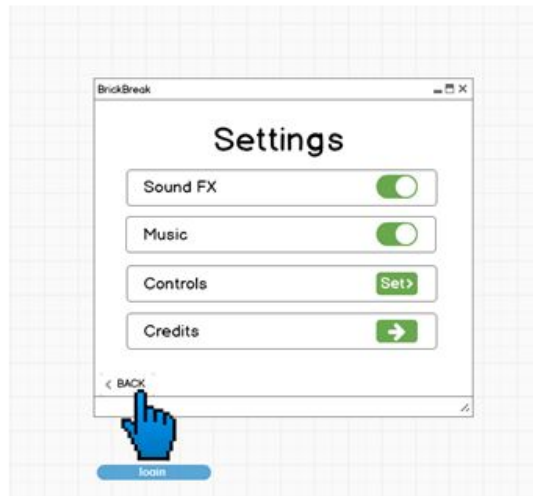 BrickBreak
Settings
Sound FX
Music
Controls Set>
Credits
< BACK
login